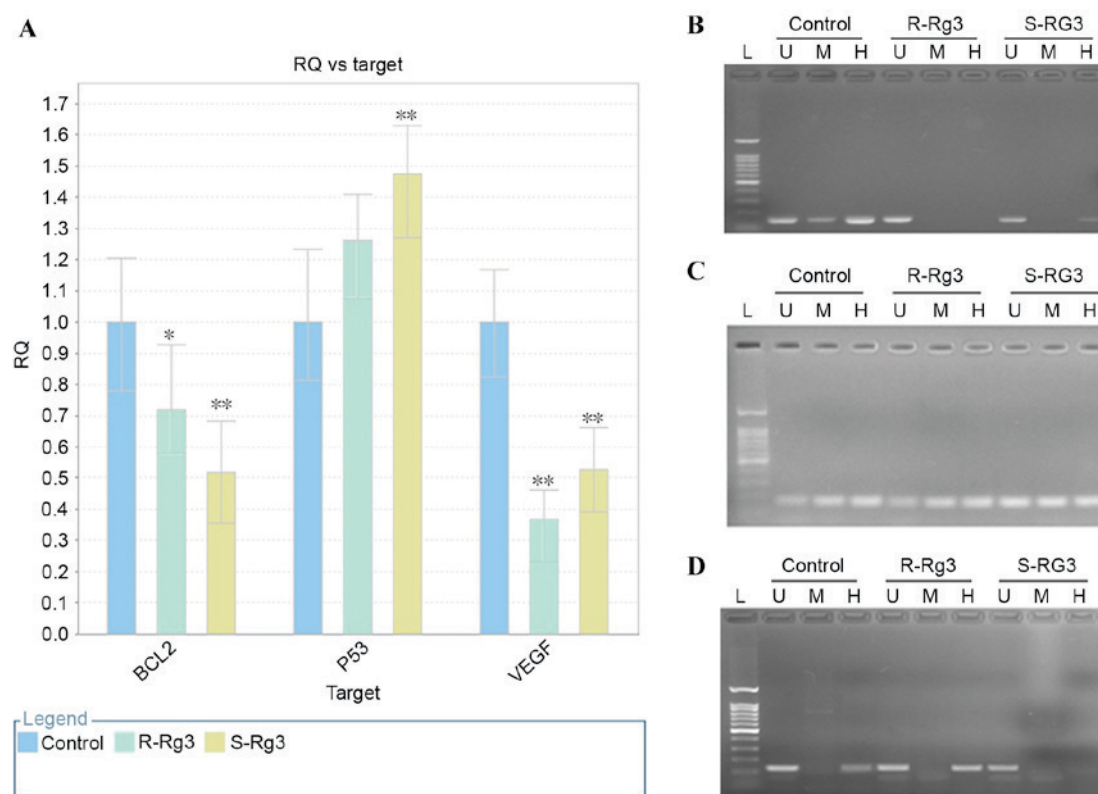 A
RQ vs target
1.7
1.6
1.5
1.4
1.3
1.2
1.1
1.0
0.9
0.8
0.7
0.6
0.5
0.4
0.3
0.2
0.1
0.0
RQ
*
**
**
**
**
BCL2 P53 VEGF
Target
Legend
Control R-Rg3 S-Rg3
B
Control R-Rg3 S-RG3
L U M H U M H U M H
C
Control R-Rg3 S-RG3
L U M H U M H U M H
D
Control R-Rg3 S-RG3
L U M H U M H U M H